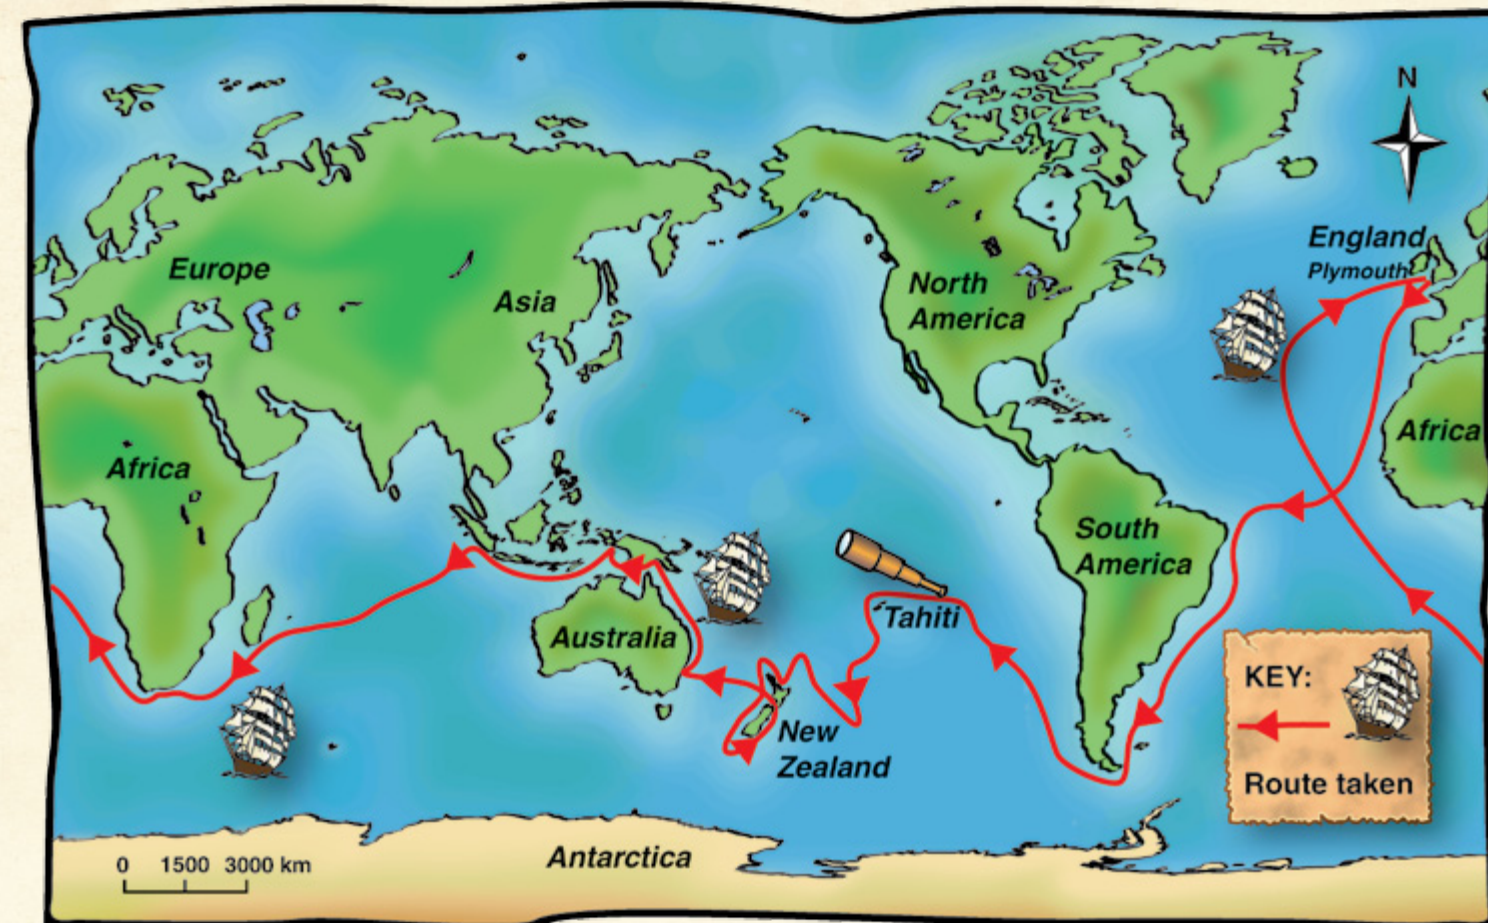 N
England
Plymouth
Europe
Asia
North
America
Africa
Africa
South
America
Tahiti
Australia
New
Zealand
KEY:
Route taken
Antarctica
0 1500 3000 km